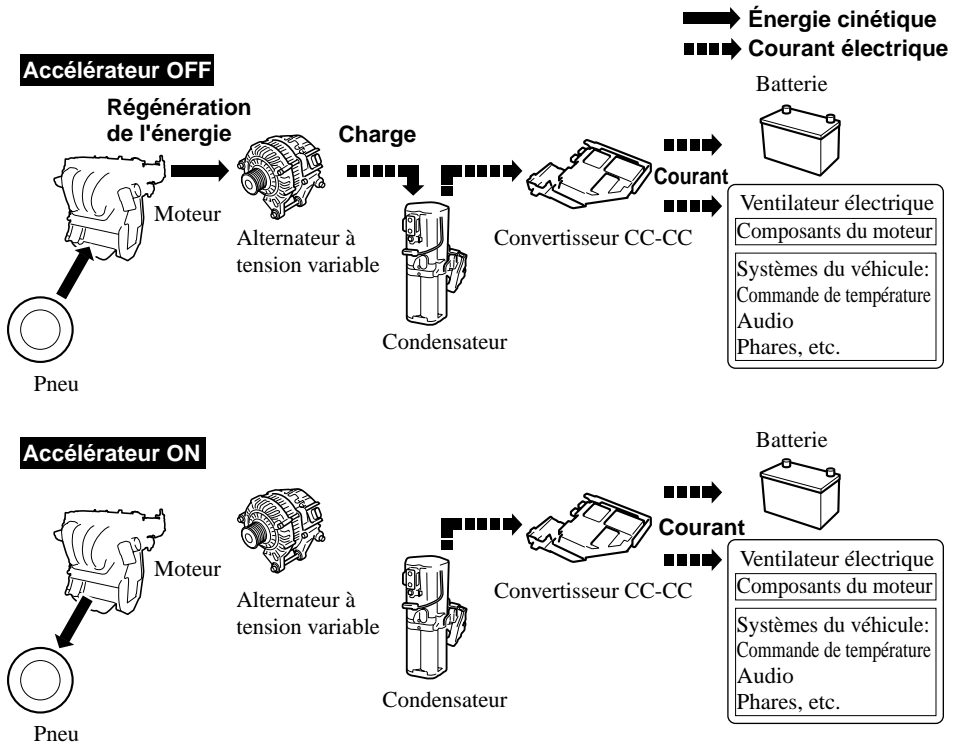 Énergie cinétique
Courant électrique
Accélérateur OFF
Batterie
Régénération
de l'énergie
Charge
Courant
Moteur
Alternateur à
tension variable
Convertisseur CC-CC
Condensateur
Ventilateur électrique
Composants du moteur
Systèmes du véhicule:
Commande de température
Audio
Phares, etc.
Pneu
Accélérateur ON
Batterie
Courant
Moteur
Alternateur à
tension variable
Convertisseur CC-CC
Condensateur
Ventilateur électrique
Composants du moteur
Systèmes du véhicule:
Commande de température
Audio
Phares, etc.
Pneu